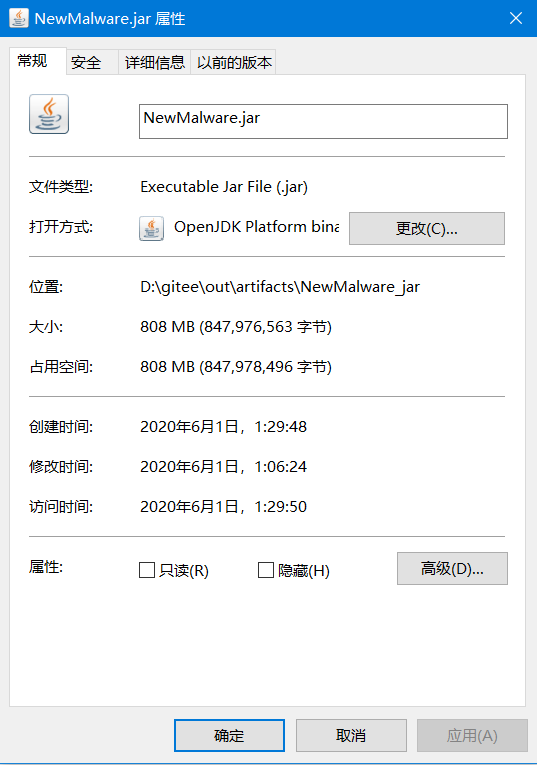 NewMalware.jar 属性
常规 安全 详细信息 以前的版本
NewMalware.jar
文件类型: Executable Jar File (.jar)
打开方式: OpenJDK Platform bina 更改(C)...
位置: D:\gitee\out\artifacts\NewMalware_jar
大小: 808 MB (847,976,563 字节)
占用空间: 808 MB (847,978,496 字节)
创建时间: 2020年6月1日，1:29:48
修改时间: 2020年6月1日，1:06:24
访问时间: 2020年6月1日，1:29:50
属性: 只读(R) 隐藏(H) 高级(D)...
确定 取消 应用(A)